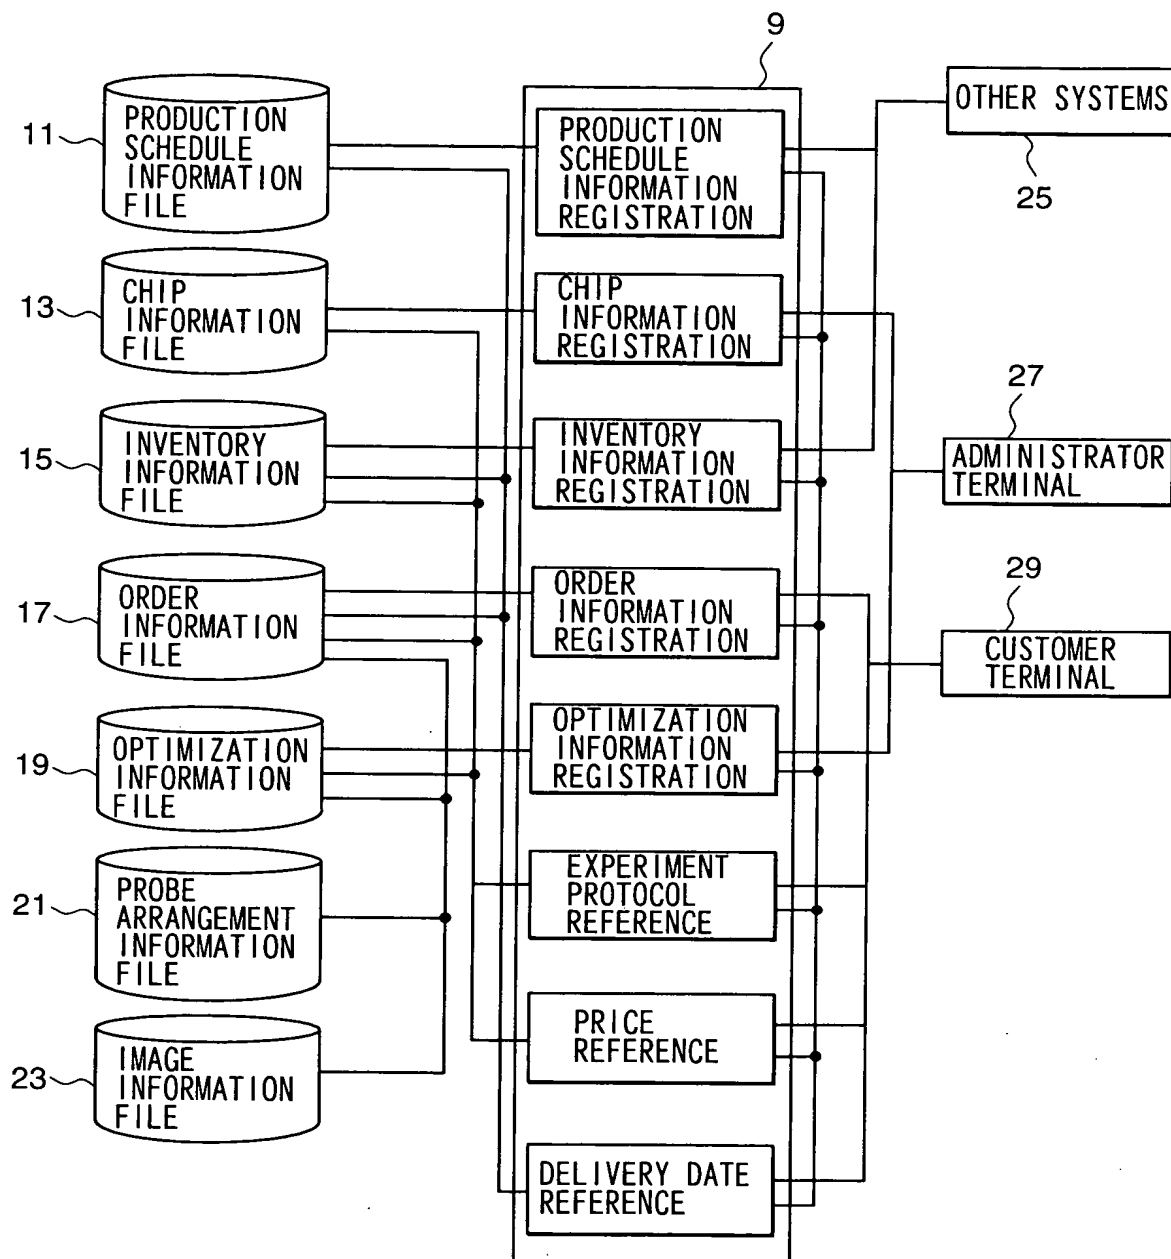 9
11
PRODUCTION
SCHEDULE
INFORMATION
FILE
PRODUCTION
SCHEDULE
INFORMATION
REGISTRATION
OTHER SYSTEMS
25
13
CHIP
INFORMATION
FILE
CHIP
INFORMATION
REGISTRATION
15
INVENTORY
INFORMATION
FILE
INVENTORY
INFORMATION
REGISTRATION
27
ADMINISTRATOR
TERMINAL
17
ORDER
INFORMATION
FILE
ORDER
INFORMATION
REGISTRATION
29
CUSTOMER
TERMINAL
19
OPTIMIZATION
INFORMATION
FILE
OPTIMIZATION
INFORMATION
REGISTRATION
21
PROBE
ARRANGEMENT
INFORMATION
FILE
EXPERIMENT
PROTOCOL
REFERENCE
23
IMAGE
INFORMATION
FILE
PRICE
REFERENCE
DELIVERY DATE
REFERENCE